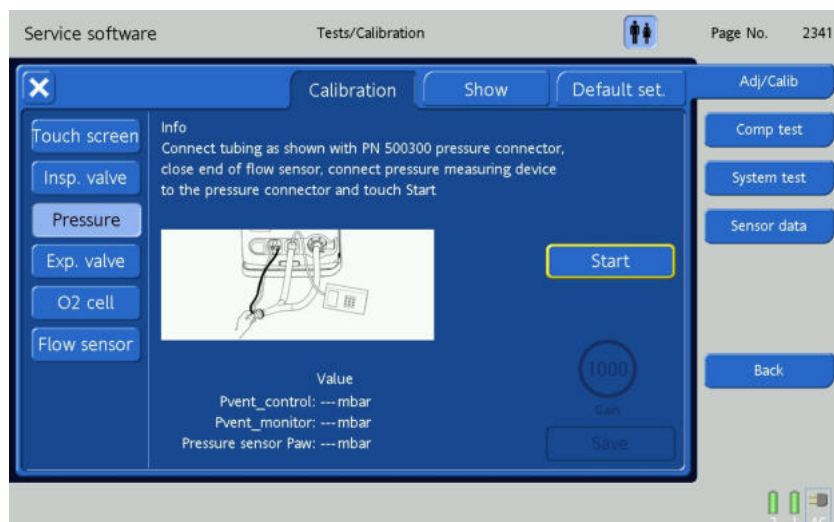 Service software
Tests/Calibration
Page No. 2341
Calibration
Show
Default set.
Adj/Calib
Touch screen
Insp. valve
Pressure
Exp. valve
O2 cell
Flow sensor
Info
Connect tubing as shown with PN 500300 pressure connector,
close end of flow sensor, connect pressure measuring device
to the pressure connector and touch Start
Start
Value
Pvent_control: --- mbar
Pvent_monitor: --- mbar
Pressure sensor Paw: --- mbar
1000
Gain
Save
Comp test
System test
Sensor data
Back
2 1 AC